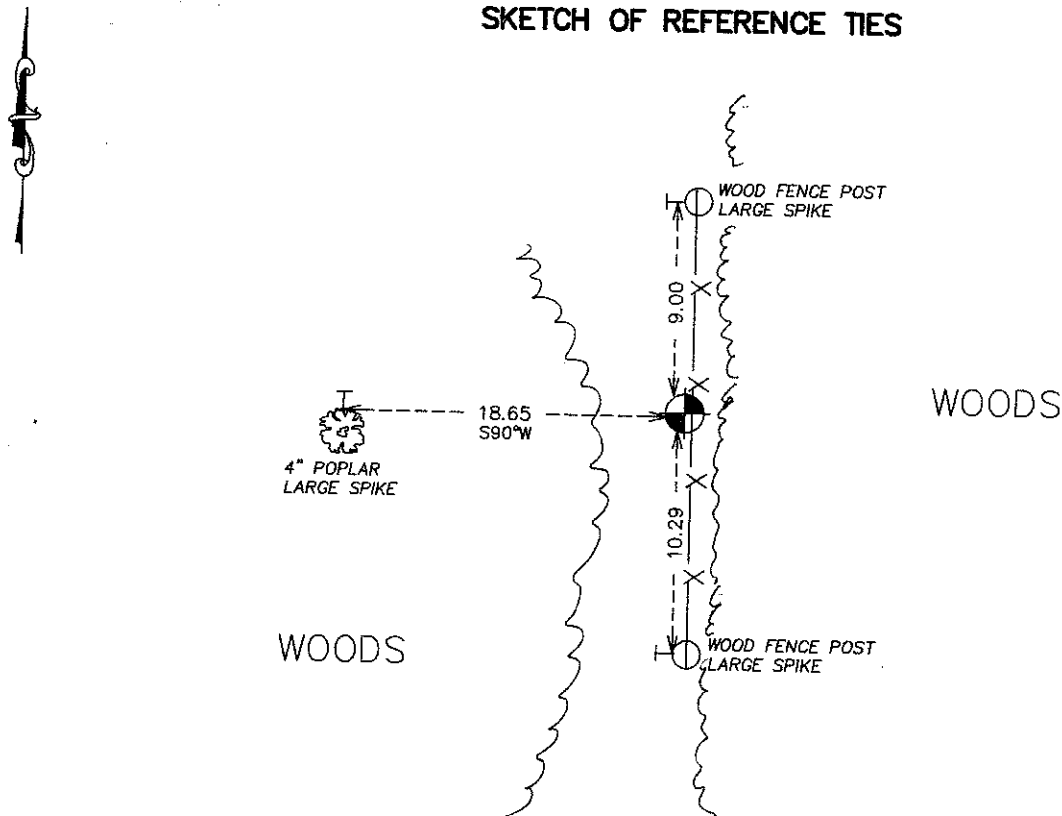 SKETCH OF REFERENCE TIES
WOOD FENCE POST
LARGE SPIKE
9.00
WOODS
18.65
S90°W
4" POPLAR
LARGE SPIKE
10.29
WOODS
WOOD FENCE POST
LARGE SPIKE